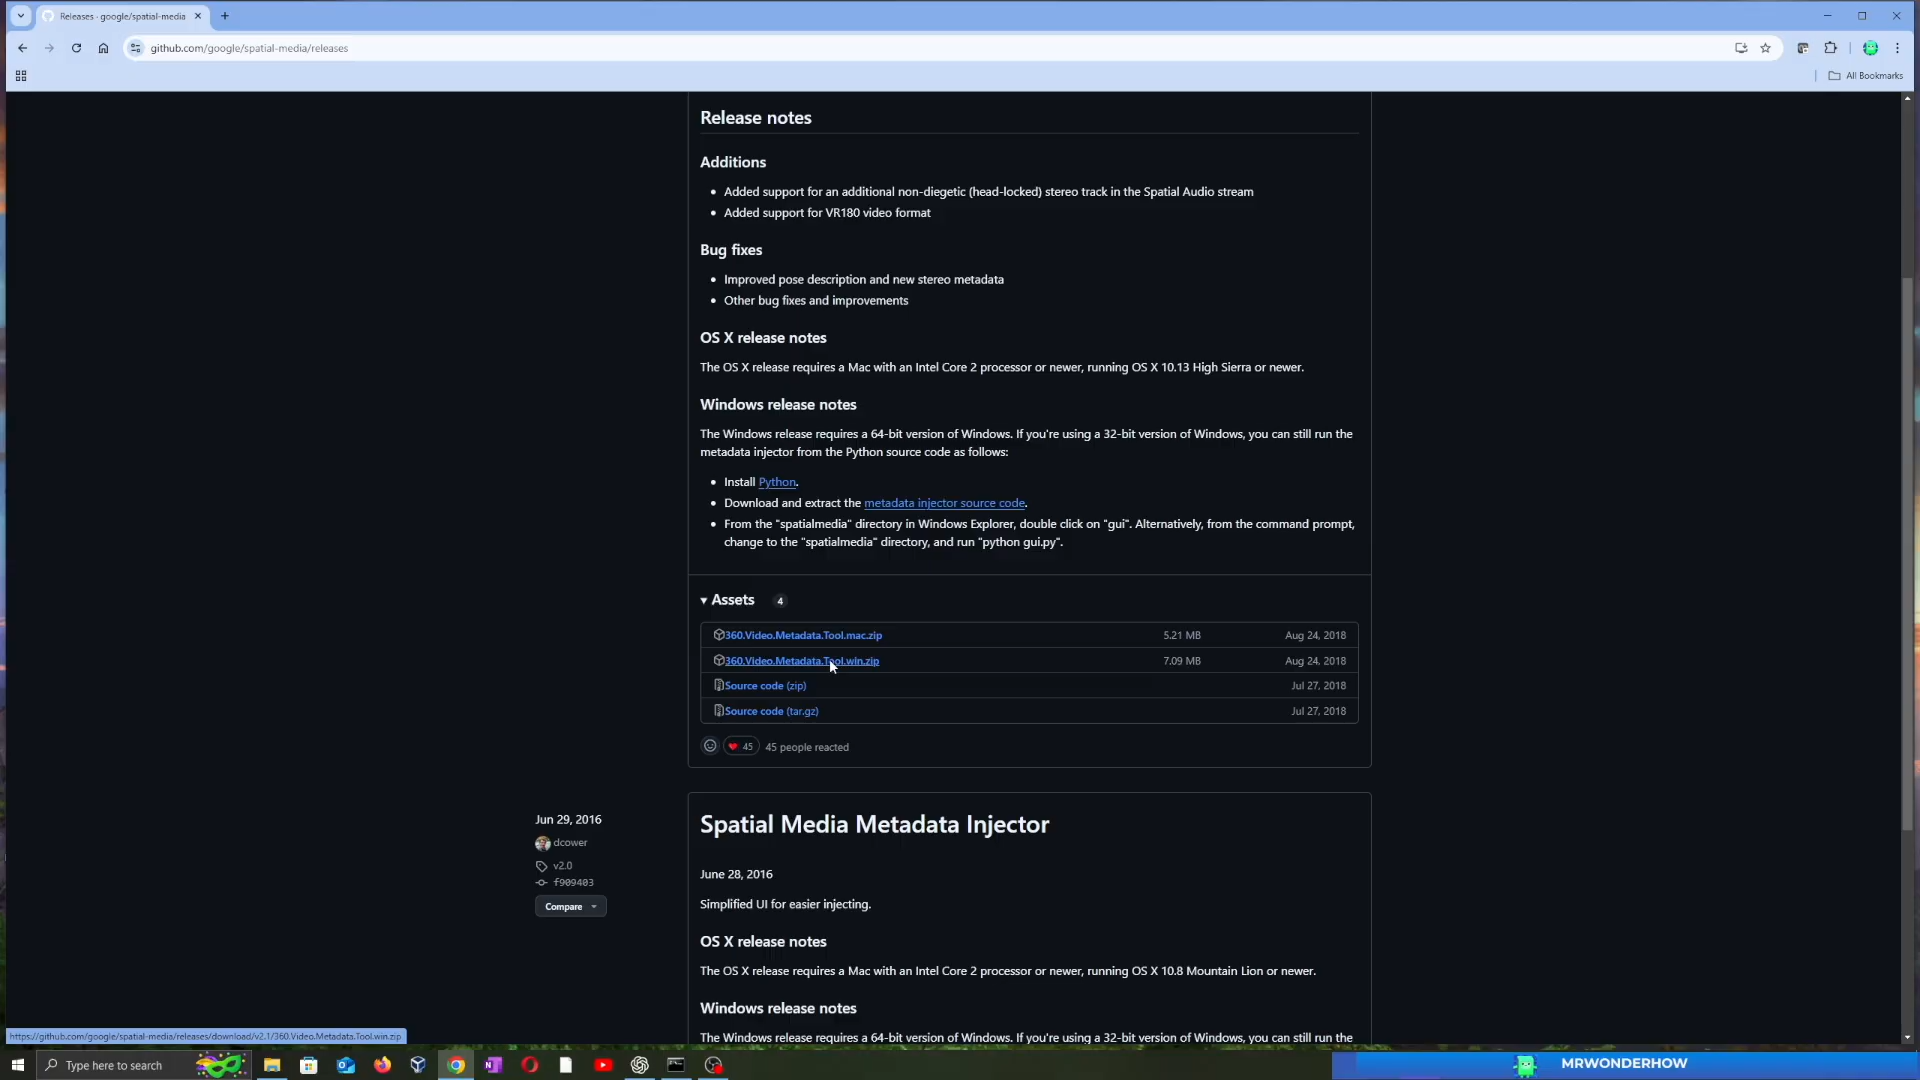 Releases · google/spatial-media
github.com/google/spatial-media/releases
All Bookmarks
Release notes
Additions
Added support for an additional non-diegetic (head-locked) stereo track in the Spatial Audio stream
Added support for VR180 video format
Bug fixes
Improved pose description and new stereo metadata
Other bug fixes and improvements
OS X release notes
The OS X release requires a Mac with an Intel Core 2 processor or newer, running OS X 10.13 High Sierra or newer.
Windows release notes
The Windows release requires a 64-bit version of Windows. If you're using a 32-bit version of Windows, you can still run the
metadata injector from the Python source code as follows:
Install Python.
Download and extract the metadata injector source code.
From the "spatialmedia" directory in Windows Explorer, double click on "gui". Alternatively, from the command prompt,
change to the "spatialmedia" directory, and run "python gui.py".
Assets 4
360.Video.Metadata.Tool.mac.zip 5.21 MB Aug 24, 2018
360.Video.Metadata.Tool.win.zip 7.09 MB Aug 24, 2018
Source code (zip) Jul 27, 2018
Source code (tar.gz) Jul 27, 2018
45 45 people reacted
Jun 29, 2016
dcower
v2.0
f909403
Compare
Spatial Media Metadata Injector
June 28, 2016
Simplified UI for easier injecting.
OS X release notes
The OS X release requires a Mac with an Intel Core 2 processor or newer, running OS X 10.8 Mountain Lion or newer.
Windows release notes
The Windows release requires a 64-bit version of Windows. If you're using a 32-bit version of Windows, you can still run the
https://github.com/google/spatial-media/releases/download/v2.1/360.Video.Metadata.Tool.win.zip
Type here to search
MRWONDERHOW